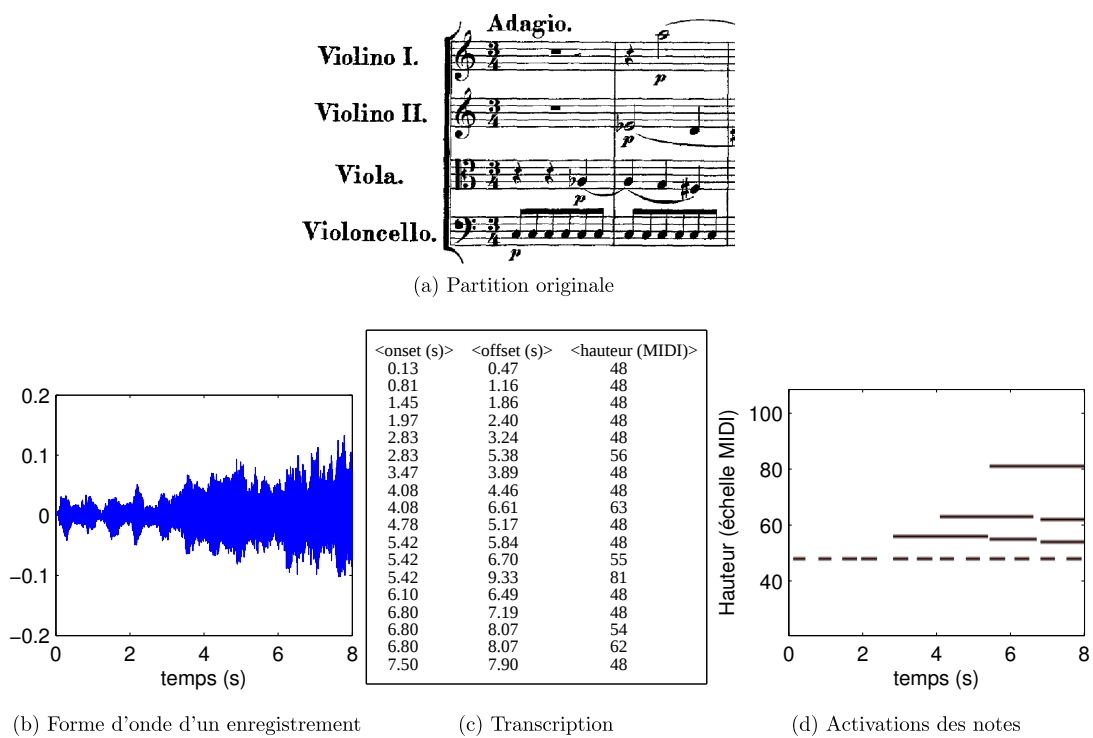 Adagio.
Violino I.
p
Violino II.
p
Viola.
p
Violoncello.
p
(a) Partition originale
0.2
0.1
0
−0.1
−0.2
0 2 4 6 8
temps (s)
(b) Forme d'onde d'un enregistrement
<onset (s)> <offset (s)> <hauteur (MIDI)>
0.13 0.47 48
0.81 1.16 48
1.45 1.86 48
1.97 2.40 48
2.83 3.24 48
2.83 5.38 56
3.47 3.89 48
4.08 4.46 48
4.08 6.61 63
4.78 5.17 48
5.42 5.84 48
5.42 6.70 55
5.42 9.33 81
6.10 6.49 48
6.80 7.19 48
6.80 8.07 54
6.80 8.07 62
7.50 7.90 48
(c) Transcription
Hauteur (échelle MIDI)
100
80
60
40
0 2 4 6 8
temps (s)
(d) Activations des notes